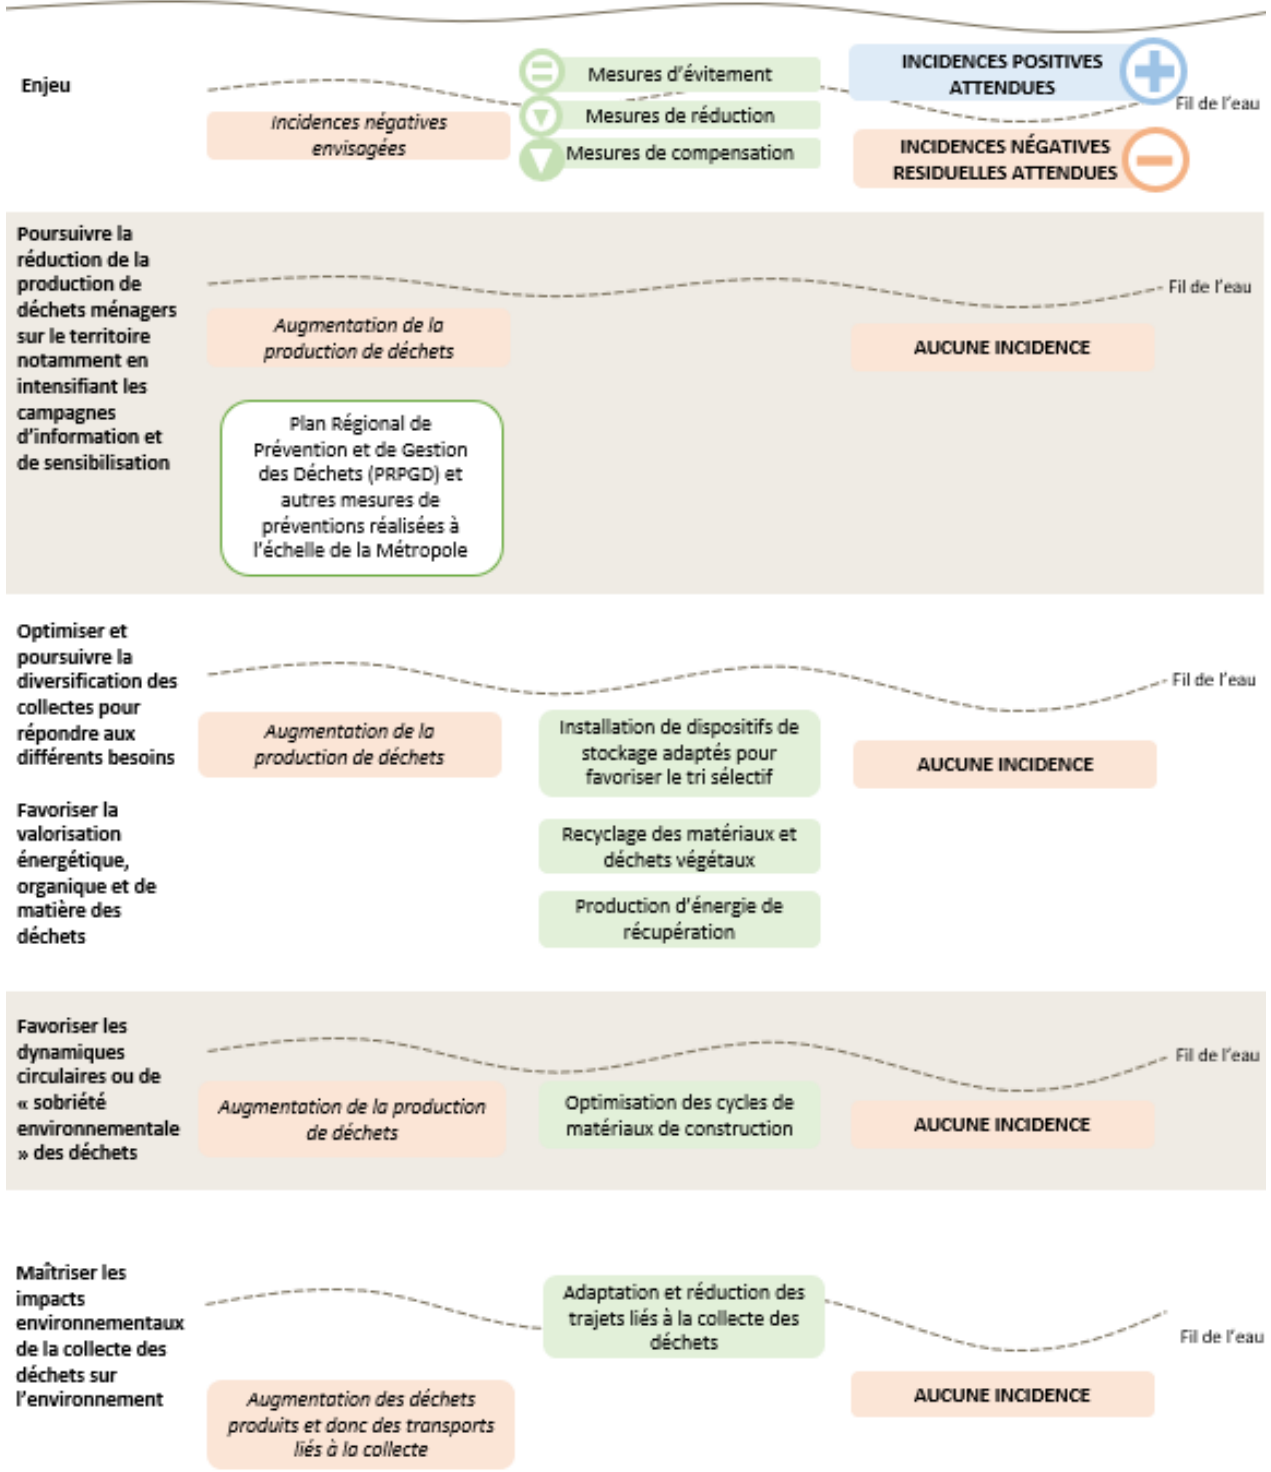 Enjeu
Incidences négatives
envisagées
Mesures d'évitement
Mesures de réduction
Mesures de compensation
INCIDENCES POSITIVES
ATTENDUES
Fil de l'eau
INCIDENCES NÉGATIVES
RESIDUELLES ATTENDUES
Poursuivre la
réduction de la
production de
déchets ménagers
sur le territoire
notamment en
intensifiant les
campagnes
d'information et
de sensibilisation
Fil de l'eau
Augmentation de la
production de déchets
AUCUNE INCIDENCE
Plan Régional de
Prévention et de Gestion
des Déchets (PRPGD) et
autres mesures de
préventions réalisées à
l'échelle de la Métropole
Optimiser et
poursuivre la
diversification des
collectes pour
répondre aux
différents besoins
Fil de l'eau
Augmentation de la
production de déchets
Installation de dispositifs de
stockage adaptés pour
favoriser le tri sélectif
AUCUNE INCIDENCE
Favoriser la
valorisation
énergétique,
organique et de
matière des
déchets
Recyclage des matériaux et
déchets végétaux
Production d'énergie de
récupération
Favoriser les
dynamiques
circulaires ou de
« sobriété
environnementale
» des déchets
Fil de l'eau
Augmentation de la production
de déchets
Optimisation des cycles de
matériaux de construction
AUCUNE INCIDENCE
Maîtriser les
impacts
environnementaux
de la collecte des
déchets sur
l'environnement
Adaptation et réduction des
trajets liés à la collecte des
déchets
Fil de l'eau
Augmentation des déchets
produits et donc des transports
liés à la collecte
AUCUNE INCIDENCE